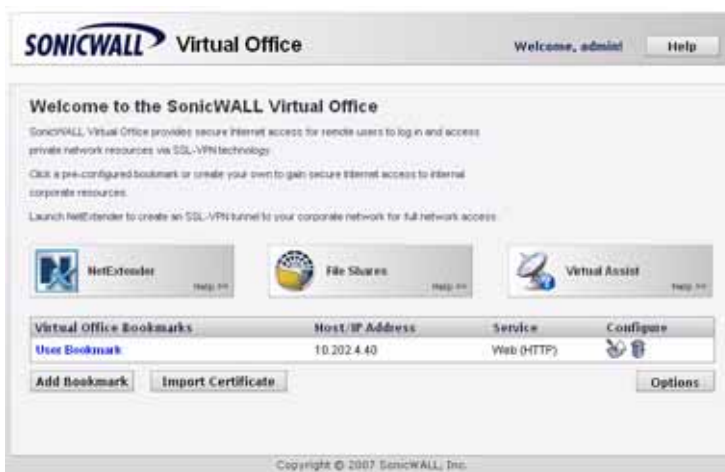 SONICWALL Virtual Office
Welcome, admin! Help
Welcome to the SonicWALL Virtual Office
SonicWALL Virtual Office provides secure Internet access for remote users to log in and access
private network resources via SSL-VPN technology.
Click a pre-configured bookmark or create your own to gain secure Internet access to internal
corporate resources.
Launch NetExtender to create an SSL-VPN tunnel to your corporate network for full network access.
NetExtender
Help >>
File Shares
Help >>
Virtual Assist
Help >>
Virtual Office Bookmarks Host/IP Address Service Configure
User Bookmark 10.202.4.40 Web (HTTP)
Add Bookmark Import Certificate Options
Copyright © 2007 SonicWALL, Inc.